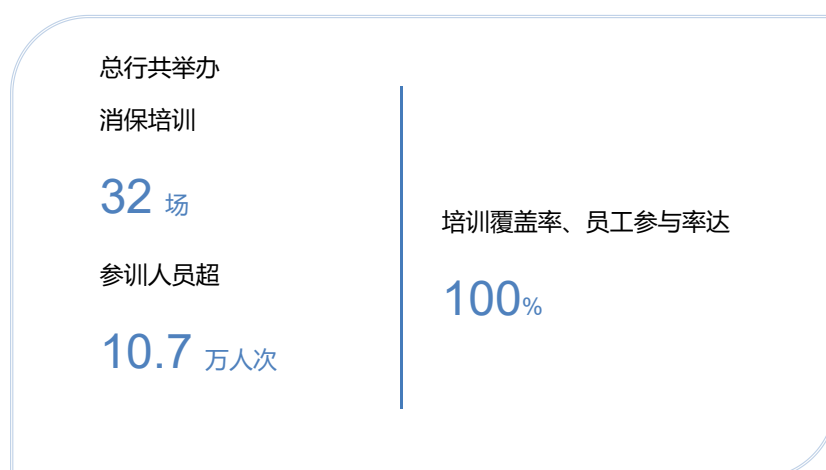 总行共举办
消保培训
32 场
参训人员超
10.7 万人次
培训覆盖率、员工参与率达
100%